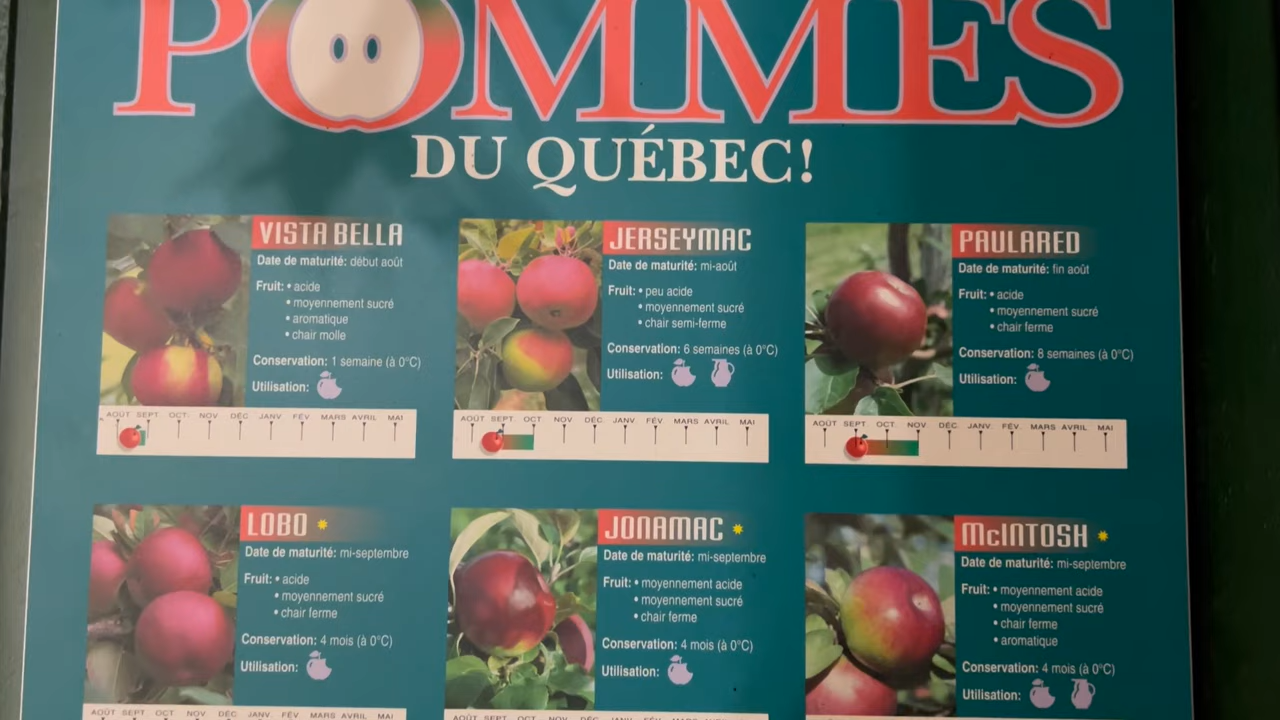 POMMES
DU QUÉBEC!
VISTA BELLA
Date de maturité: début août
Fruit: • acide
• moyennement sucré
• aromatique
• chair molle
Conservation: 1 semaine (à 0°C)
Utilisation:
AOÛT SEPT. OCT. NOV DÉC. JANV. FÉV MARS AVRIL MAI
JERSEYMAC
Date de maturité: mi-août
Fruit: • peu acide
• moyennement sucré
• chair semi-ferme
Conservation: 6 semaines (à 0°C)
Utilisation:
AOÛT SEPT. OCT NOV DÉC. JANV. FÉV. MARS AVRIL MAI
PAULARED
Date de maturité: fin août
Fruit: • acide
• moyennement sucré
• chair ferme
Conservation: 8 semaines (à 0°C)
Utilisation:
AOÛT SEPT. OCT. NOV DÉC. JANV. FÉV. MARS AVRIL MAI
LOBO
Date de maturité: mi-septembre
Fruit: • acide
• moyennement sucré
• chair ferme
Conservation: 4 mois (à 0°C)
Utilisation:
AOÛT SEPT. OCT. NOV DÉC. JANV. FÉV. MARS AVRIL MAI
JONAMAC
Date de maturité: mi-septembre
Fruit: • moyennement acide
• moyennement sucré
• chair ferme
Conservation: 4 mois (à 0°C)
Utilisation:
McINTOSH
Date de maturité: mi-septembre
Fruit: • moyennement acide
• moyennement sucré
• chair ferme
• aromatique
Conservation: 4 mois (à 0°C)
Utilisation: